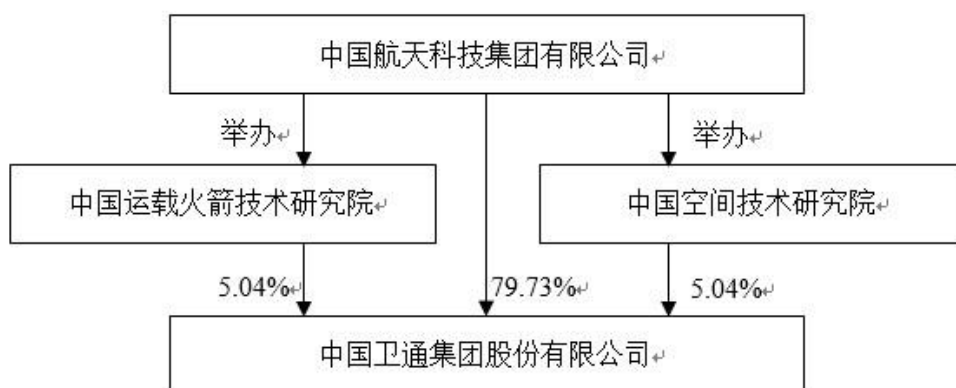 中国航天科技集团有限公司
举办 举办
中国运载火箭技术研究院 中国空间技术研究院
5.04% 79.73% 5.04%
中国卫通集团股份有限公司